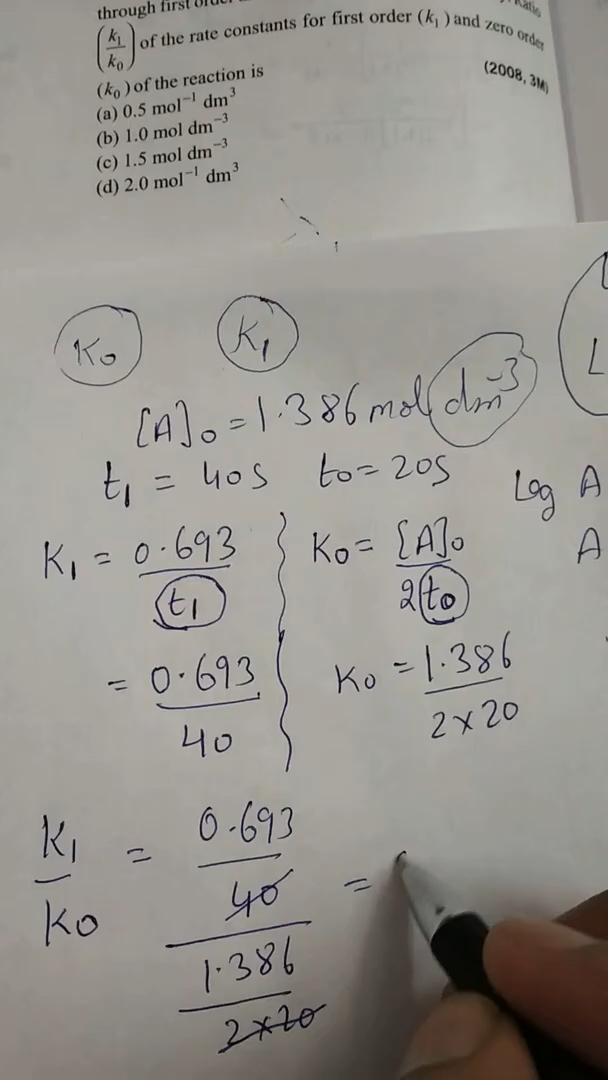 through first
(k₁/k₀) of the rate constants for first order (k₁) and zero order
(k₀) of the reaction is
(2008, 3M)
(a) 0.5 mol⁻¹ dm³
(b) 1.0 mol dm⁻³
(c) 1.5 mol dm⁻³
(d) 2.0 mol⁻¹ dm³
K₀ K₁
[A]₀ = 1.386 mol dm⁻³
L
t₁ = 40s t₀ = 20s
Log A
A
K₁ = 0.693/t₁
K₀ = [A]₀/2t₀
= 0.693/40
K₀ = 1.386/2×20
K₁/K₀ = (0.693/40)/(1.386/2×20) =